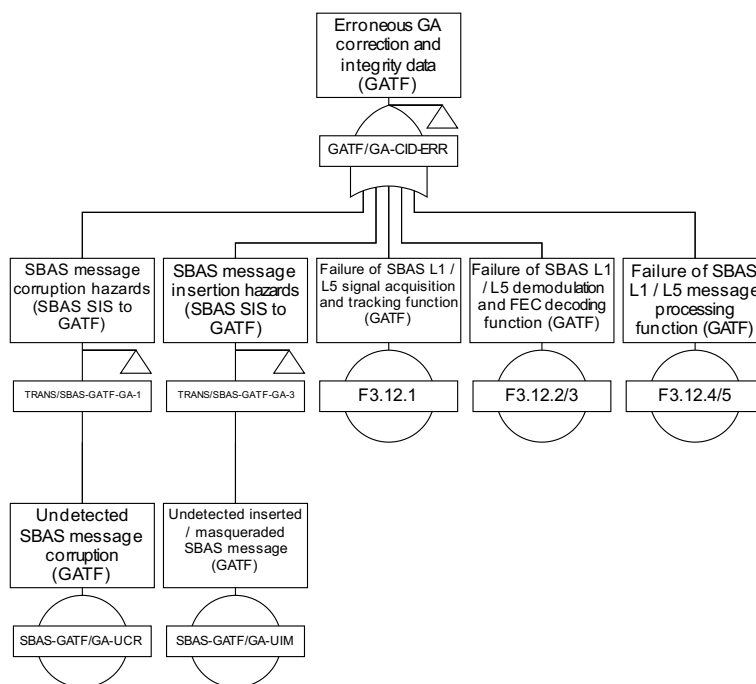 Erroneous GA
correction and
integrity data
(GATF)
GATF/GA-CID-ERR
SBAS message
corruption hazards
(SBAS SIS to
GATF)
SBAS message
insertion hazards
(SBAS SIS to
GATF)
Failure of SBAS L1 /
L5 signal acquisition
and tracking function
(GATF)
Failure of SBAS L1
/ L5 demodulation
and FEC decoding
function (GATF)
Failure of SBAS
L1 / L5 message
processing
function (GATF)
TRANS/SBAS-GATF-GA-1
TRANS/SBAS-GATF-GA-3
F3.12.1
F3.12.2/3
F3.12.4/5
Undetected
SBAS message
corruption
(GATF)
Undetected inserted
/ masqueraded
SBAS message
(GATF)
SBAS-GATF/GA-UCR
SBAS-GATF/GA-UIM